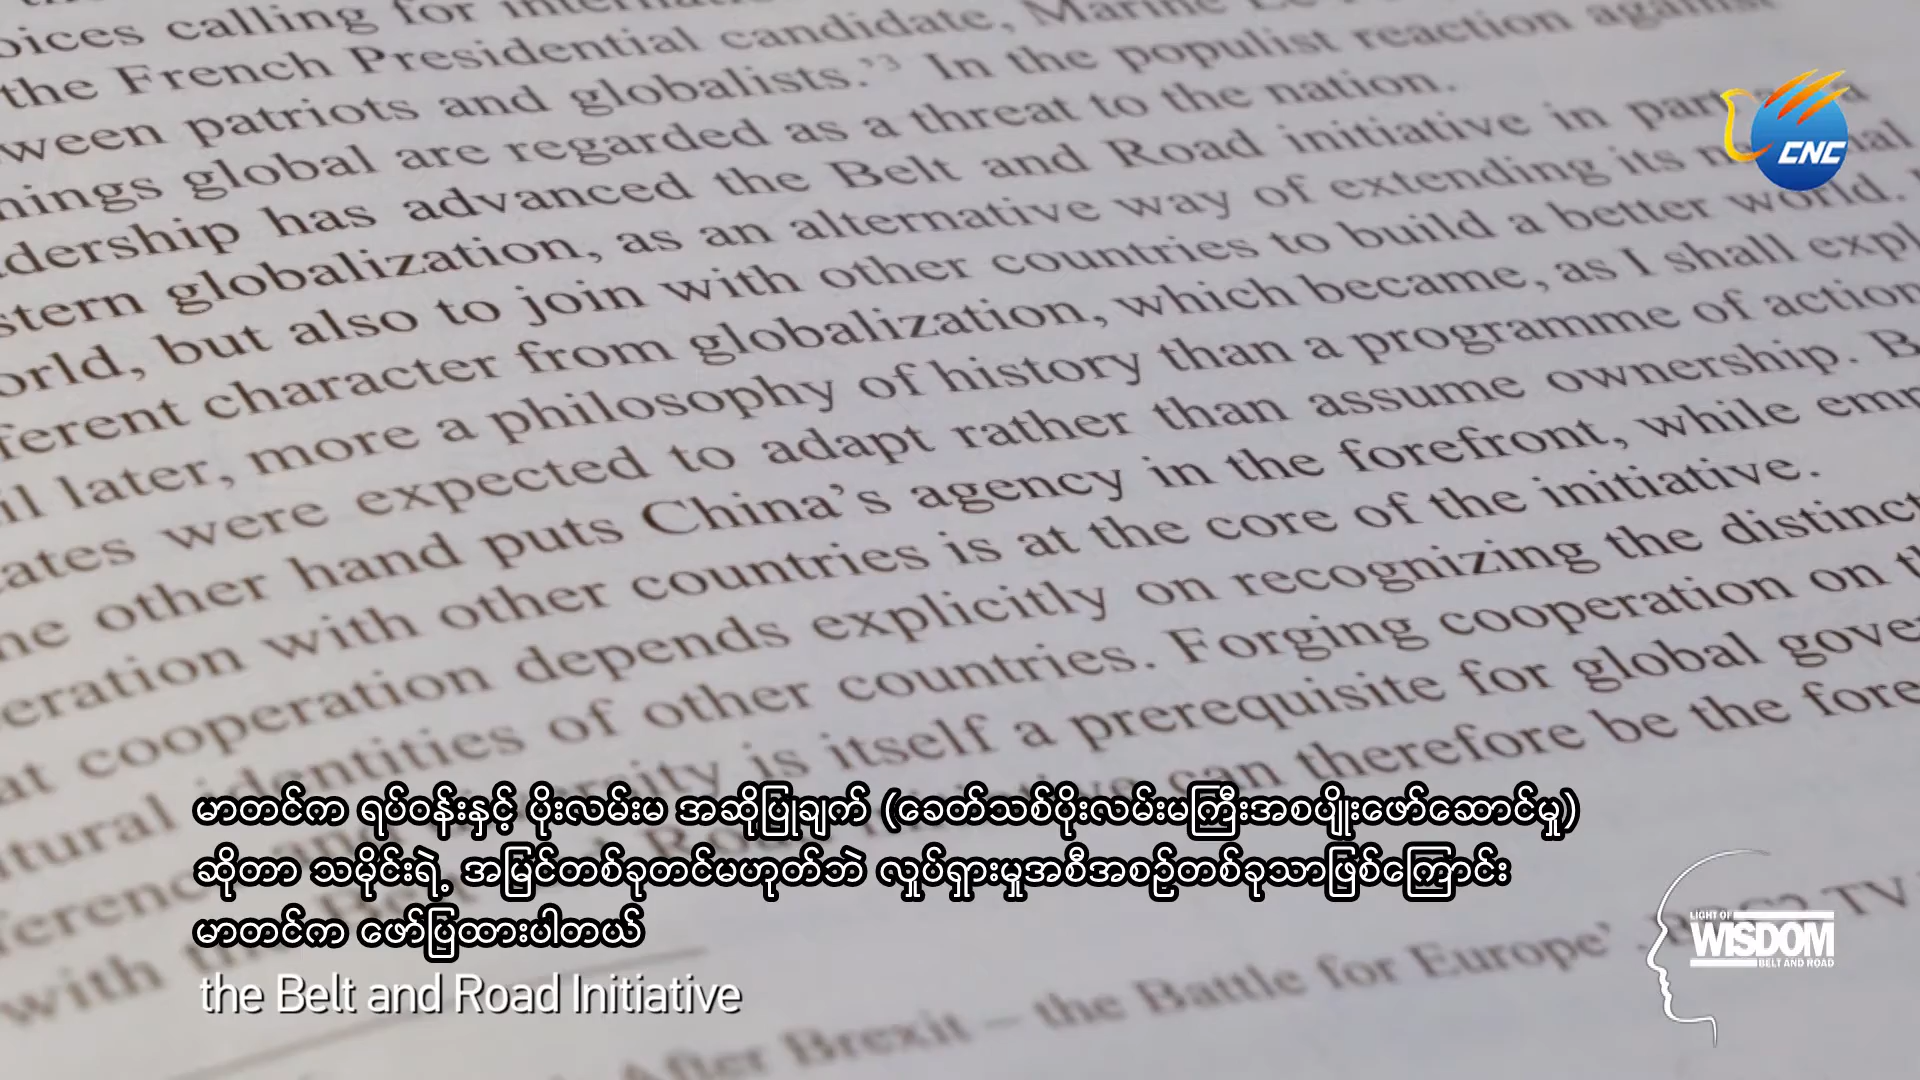 oices calling for
the French Presidential candidate, Marine
ween patriots and globalists.’³ In the populist reaction against
hings global are regarded as a threat to the nation.
dership has advanced the Belt and Road initiative in
stern globalization, as an alternative way of extending its
orld, but also to join with other countries to build a better world.
ferent character from globalization, which became, as I shall expl
il later, more a philosophy of history than a programme of action
ates were expected to adapt rather than assume ownership. B
ne other hand puts China’s agency in the forefront, while em
eration with other countries is at the core of the initiative.
at cooperation depends explicitly on recognizing the distinct
tural identities of other countries. Forging cooperation on
is itself a prerequisite for global gove
can therefore be the fore
with
After Brexit – the Battle for Europe’ TV
CNC
မာတင်က ရပ်ဝန်းနှင့် ပိုးလမ်းမ အဆိုပြုချက် (ခေတ်သစ်ပိုးလမ်းမကြီးအစပျိုးဖော်ဆောင်မှု)
ဆိုတာ သမိုင်းရဲ့ အမြင်တစ်ခုတင်မဟုတ်ဘဲ လှုပ်ရှားမှုအစီအစဉ်တစ်ခုသာဖြစ်ကြောင်း
မာတင်က ဖော်ပြထားပါတယ်
the Belt and Road Initiative
LIGHT OF
WISDOM
BELT AND ROAD